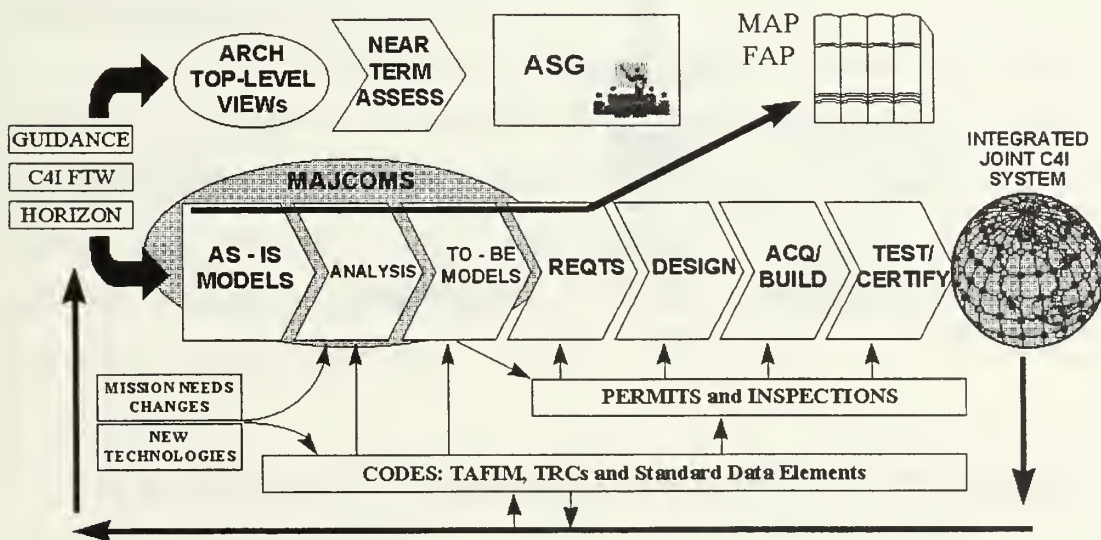 ARCH
TOP-LEVEL
VIEWs
NEAR
TERM
ASSESS
ASG
MAP
FAP
GUIDANCE
C4I FTW
HORIZON
INTEGRATED
JOINT C4I
SYSTEM
MAJCOMS
AS - IS
MODELS
ANALYSIS
TO - BE
MODELS
REQTS
DESIGN
ACQ/
BUILD
TEST/
CERTIFY
MISSION NEEDS
CHANGES
NEW
TECHNOLOGIES
PERMITS and INSPECTIONS
CODES: TAFIM, TRCs and Standard Data Elements